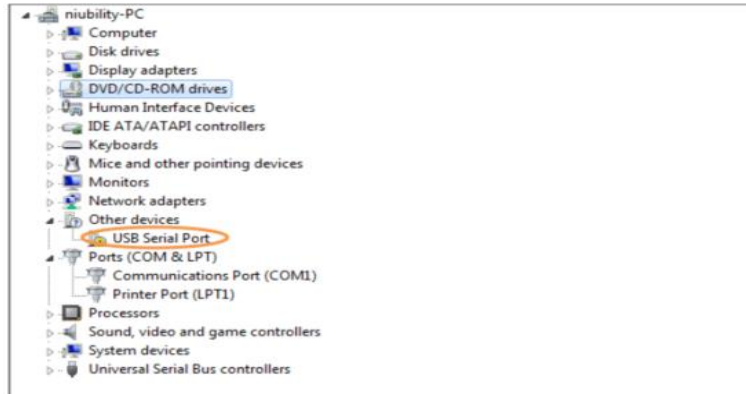 niubility-PC
Computer
Disk drives
Display adapters
DVD/CD-ROM drives
Human Interface Devices
IDE ATA/ATAPI controllers
Keyboards
Mice and other pointing devices
Monitors
Network adapters
Other devices
USB Serial Port
Ports (COM & LPT)
Communications Port (COM1)
Printer Port (LPT1)
Processors
Sound, video and game controllers
System devices
Universal Serial Bus controllers